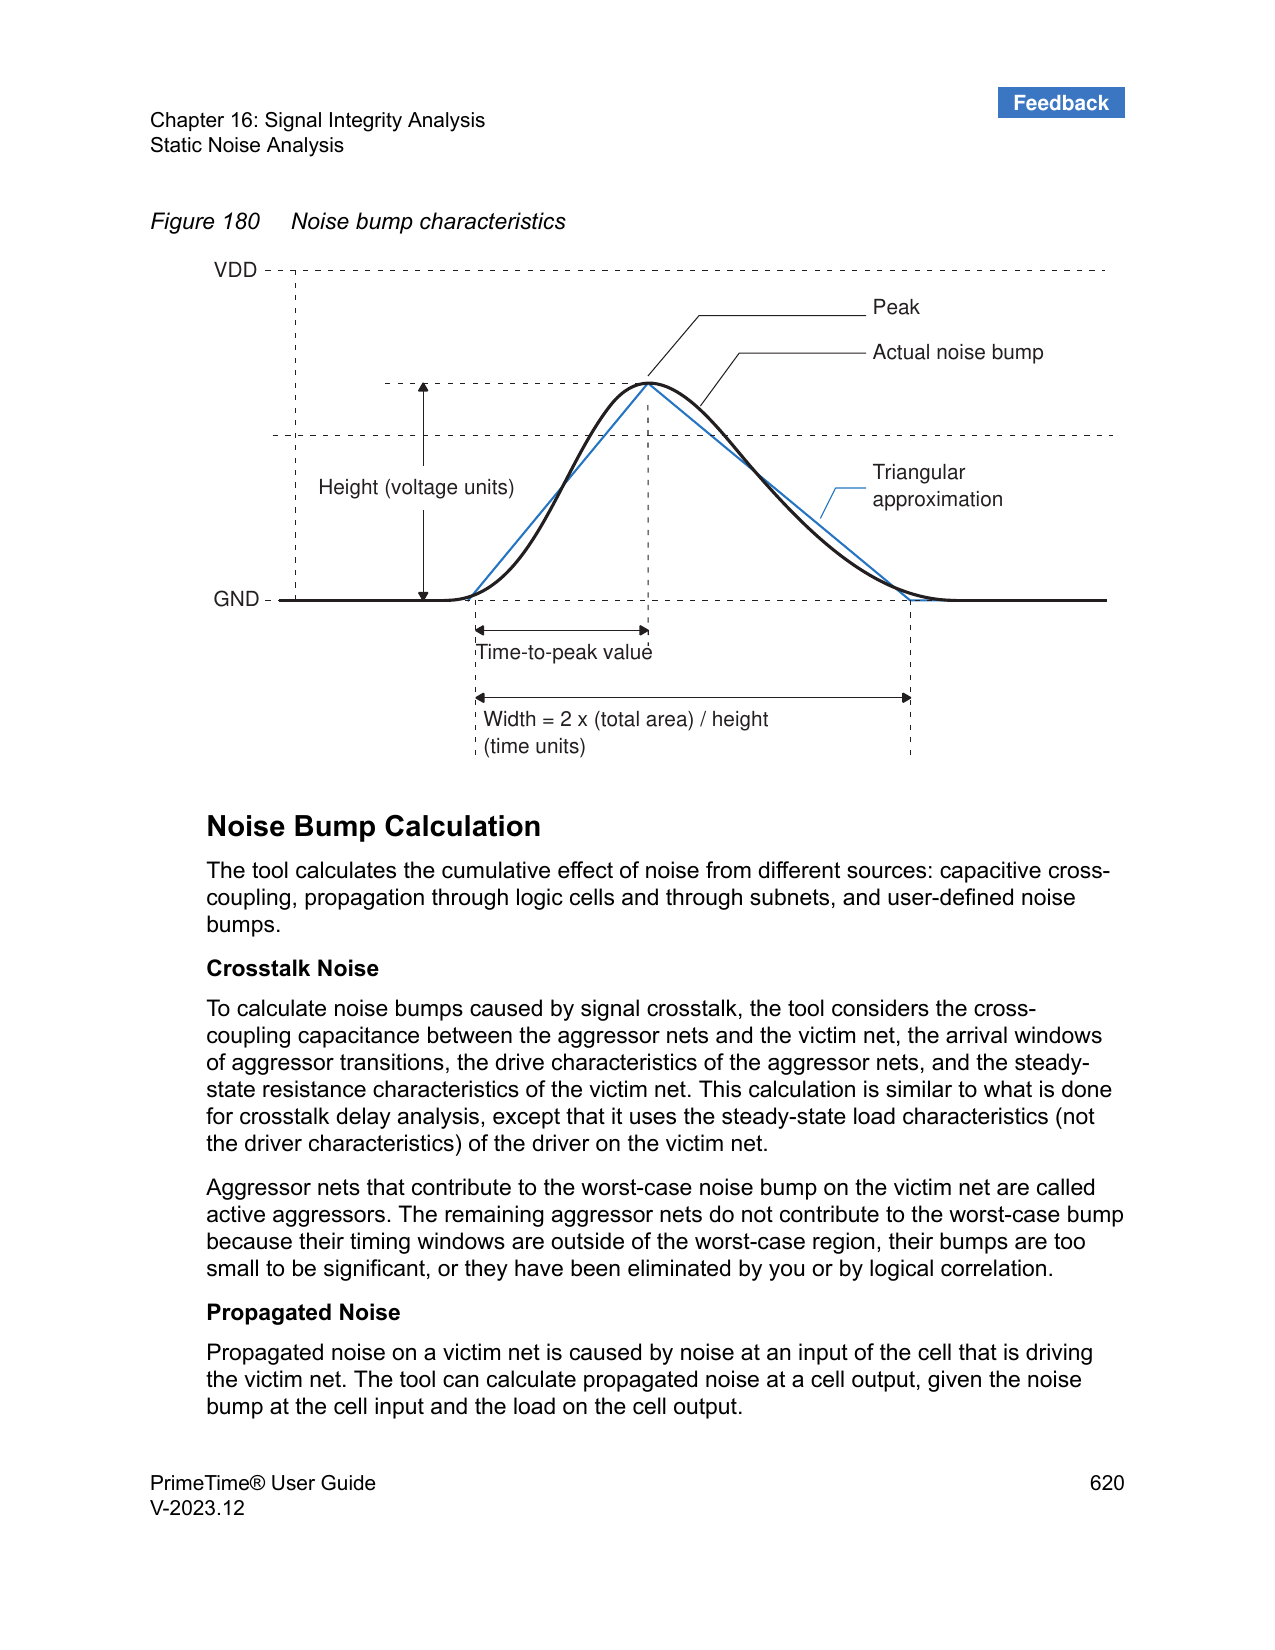 Feedback
Chapter 16: Signal Integrity Analysis
Static Noise Analysis
Figure 180 Noise bump characteristics
VDD
Peak
Actual noise bump
Triangular
approximation
Height (voltage units)
GND
Time-to-peak value
Width = 2 x (total area) / height
(time units)
Noise Bump Calculation
The tool calculates the cumulative effect of noise from different sources: capacitive cross-
coupling, propagation through logic cells and through subnets, and user-defined noise
bumps.
Crosstalk Noise
To calculate noise bumps caused by signal crosstalk, the tool considers the cross-
coupling capacitance between the aggressor nets and the victim net, the arrival windows
of aggressor transitions, the drive characteristics of the aggressor nets, and the steady-
state resistance characteristics of the victim net. This calculation is similar to what is done
for crosstalk delay analysis, except that it uses the steady-state load characteristics (not
the driver characteristics) of the driver on the victim net.
Aggressor nets that contribute to the worst-case noise bump on the victim net are called
active aggressors. The remaining aggressor nets do not contribute to the worst-case bump
because their timing windows are outside of the worst-case region, their bumps are too
small to be significant, or they have been eliminated by you or by logical correlation.
Propagated Noise
Propagated noise on a victim net is caused by noise at an input of the cell that is driving
the victim net. The tool can calculate propagated noise at a cell output, given the noise
bump at the cell input and the load on the cell output.
PrimeTime® User Guide
V-2023.12
620